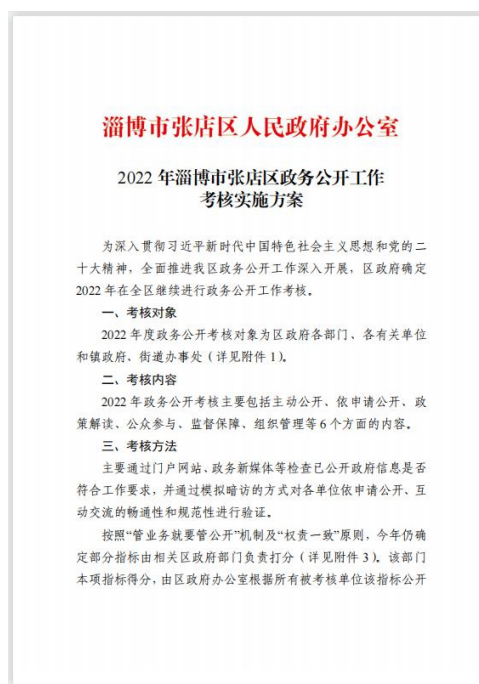 淄博市张店区人民政府办公室
2022 年淄博市张店区政务公开工作
考核实施方案
为深入贯彻习近平新时代中国特色社会主义思想和党的二
十大精神，全面推进我区政务公开工作深入开展，区政府确定
2022 年在全区继续进行政务公开工作考核。
一、考核对象
2022 年度政务公开考核对象为区政府各部门、各有关单位
和镇政府、街道办事处（详见附件 1）。
二、考核内容
2022 年政务公开考核主要包括主动公开、依申请公开、政
策解读、公众参与、监督保障、组织管理等 6 个方面的内容。
三、考核方法
主要通过门户网站、政务新媒体等检查已公开政府信息是否
符合工作要求，并通过模拟暗访的方式对各单位依申请公开、互
动交流的畅通性和规范性进行验证。
按照“管业务就要管公开”机制及“权责一致”原则，今年仍确
定部分指标由相关区政府部门负责打分（详见附件 3）。该部门
本项指标得分，由区政府办公室根据所有被考核单位该指标公开